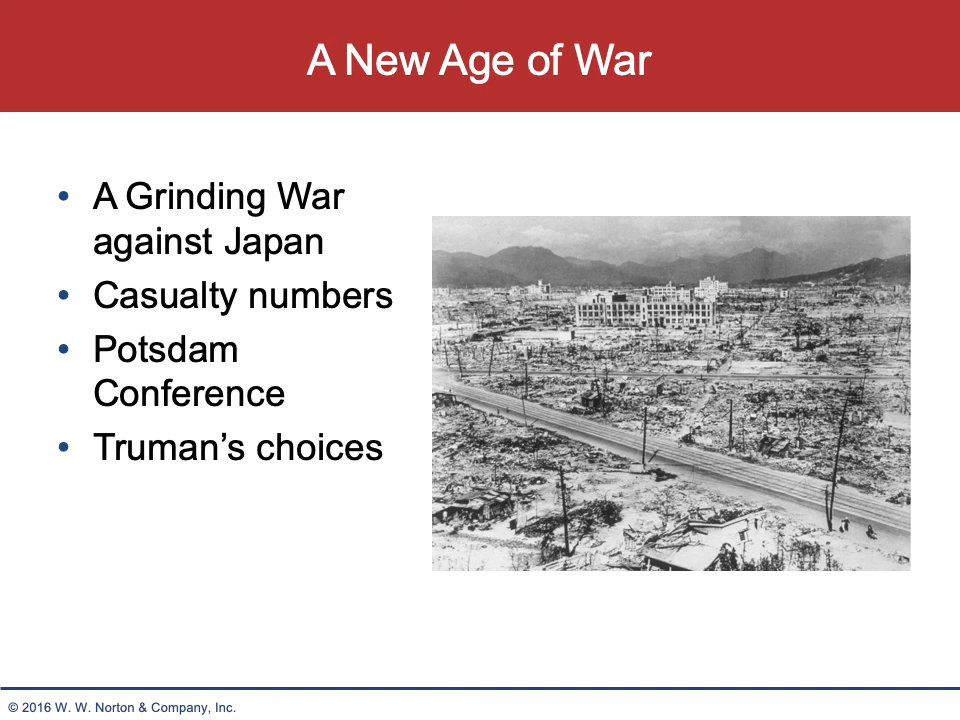 A New Age of War
• A Grinding War
against Japan
• Casualty numbers
• Potsdam
Conference
• Truman’s choices
© 2016 W. W. Norton & Company, Inc.